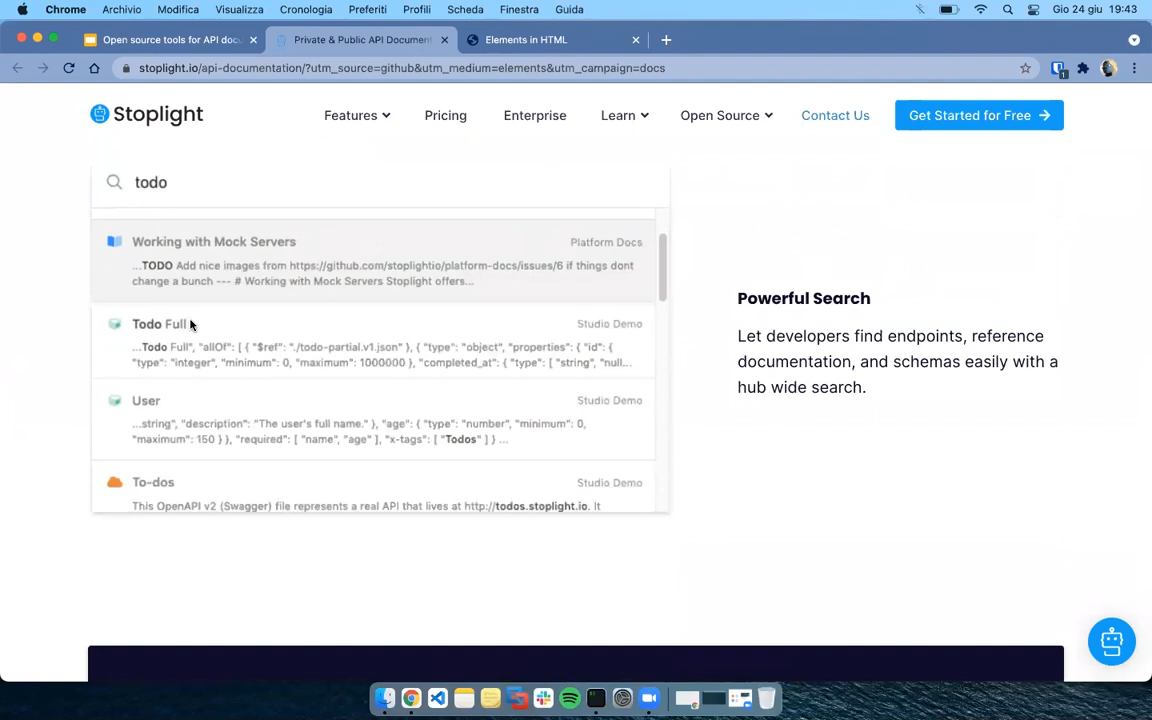 Chrome Archivio Modifica Visualizza Cronologia Preferiti Profili Scheda Finestra Guida Gio 24 giu 19:43
Open source tools for API doc Private & Public API Document Elements in HTML
stoplight.io/api-documentation/?utm_source=github&utm_medium=elements&utm_campaign=docs
Stoplight Features Pricing Enterprise Learn Open Source Contact Us Get Started for Free
todo
Working with Mock Servers Platform Docs
...TODO Add nice images from https://github.com/stoplightio/platform-docs/issues/6 if things dont
change a bunch --- # Working with Mock Servers Stoplight offers...
Todo Full Studio Demo
...Todo Full", "allOf": [ { "$ref": "./todo-partial.v1.json" }, { "type": "object", "properties": { "id": {
"type": "integer", "minimum": 0, "maximum": 1000000 }, "completed_at": { "type": [ "string", "null...
User Studio Demo
...string", "description": "The user's full name." }, "age": { "type": "number", "minimum": 0,
"maximum": 150 } }, "required": [ "name", "age" ], "x-tags": [ "Todos" ] } ...
To-dos Studio Demo
This OpenAPI v2 (Swagger) file represents a real API that lives at http://todos.stoplight.io. It
Powerful Search
Let developers find endpoints, reference
documentation, and schemas easily with a
hub wide search.